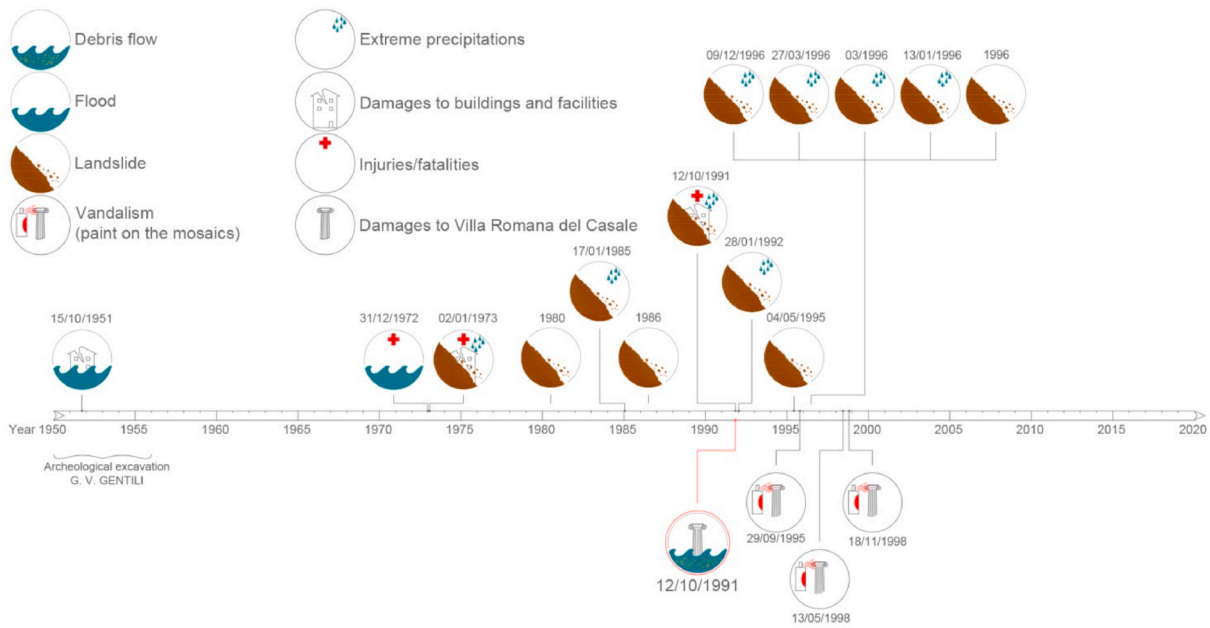 Debris flow
Extreme precipitations
Flood
Damages to buildings and facilities
Landslide
Injuries/fatalities
Vandalism
(paint on the mosaics)
Damages to Villa Romana del Casale
09/12/1996 27/03/1996 03/1996 13/01/1996 1996
12/10/1991
28/01/1992
17/01/1985
15/10/1951 31/12/1972 02/01/1973 1980 1986 04/05/1995
Year 1950 1955 1960 1965 1970 1975 1980 1985 1990 1995 2000 2005 2010 2015 2020
Archeological excavation
G. V. GENTILI
29/09/1995 18/11/1998
12/10/1991
13/05/1998